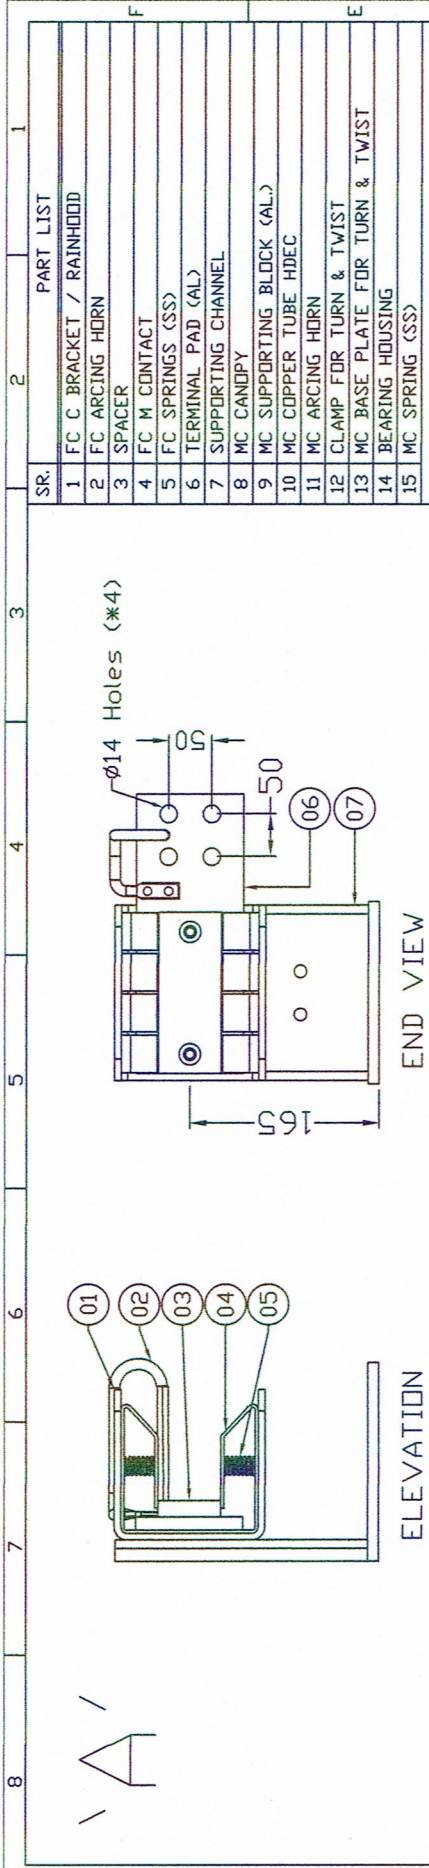 8 7 6 5 4 3 2 1
F
E
\ A /
SR. PART LIST
1 FC C BRACKET / RAINHOOD
2 FC ARCING HORN
3 SPACER
4 FC M CONTACT
5 FC SPRINGS (SS)
6 TERMINAL PAD (AL)
7 SUPPORTING CHANNEL
8 MC CANOPY
9 MC SUPPORTING BLOCK (AL.)
10 MC COPPER TUBE HDEC
11 MC ARCING HORN
12 CLAMP FOR TURN & TWIST
13 MC BASE PLATE FOR TURN & TWIST
14 BEARING HOUSING
15 MC SPRING (SS)
01
02
03
04
05
ELEVATION
Ø14 Holes (*4)
50
50
06
07
165
END VIEW